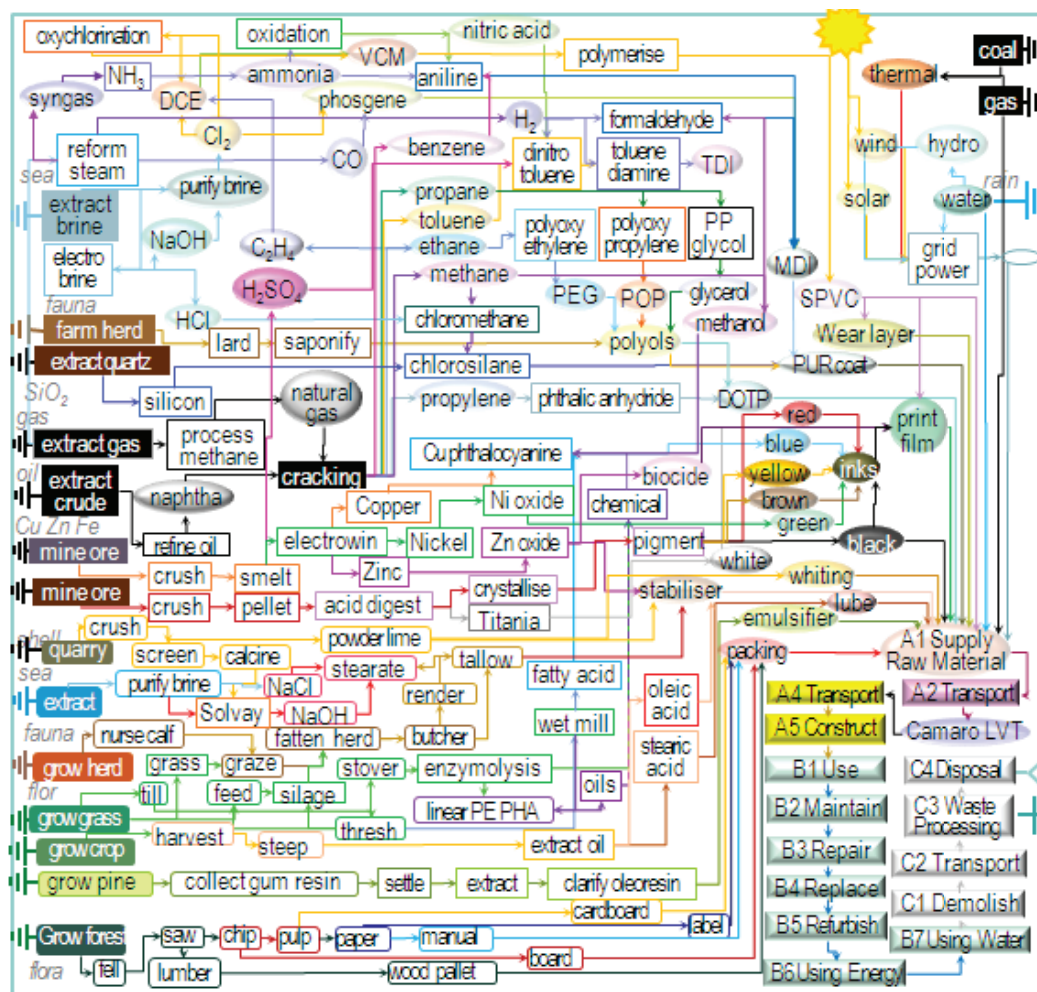 oxychlorination
oxidation
nitric acid
VCM
polymerise
coal
NH3
ammonia
aniline
thermal
syngas
DCE
phosgene
gas
H2
formaldehyde
Cl2
wind
hydro
reform
steam
CO
benzene
dinitro
toluene
toluene
diamine
TDI
sea
purify brine
propane
rain
extract
brine
toluene
polyoxy
ethylene
polyoxy
propylene
PP
glycol
solar
water
NaOH
C2H4
ethane
electro
brine
grid
power
methane
MDI
H2SO4
PEG
POP
glycerol
SPVC
fauna
HCl
chloromethane
methanol
farm herd
lard
saponify
polyols
Wear layer
extract quartz
chlorosilane
PUR coat
SiO2
silicon
natural
gas
propylene
phthalic anhydride
DOTP
red
print
film
gas
extract gas
process
methane
Cu phthalocyanine
blue
biocide
yellow
inks
oil
extract
crude
naphtha
cracking
chemical
brown
Copper
Ni oxide
green
Cu Zn Fe
mine ore
refine oil
electrowin
Nickel
Zn oxide
pigment
black
white
crush
smelt
Zinc
mine ore
crush
pellet
acid digest
crystallise
stabiliser
whiting
Titania
lube
crush
powder lime
emulsifier
shell
quarry
screen
calcine
stearate
tallow
packing
A1 Supply
Raw Material
sea
purify brine
NaCl
fatty acid
extract
Solvay
NaOH
render
oleic
acid
A4 Transport
A2 Transport
wet mill
A5 Construct
Camaro LVT
fauna
nurse calf
fatten herd
butcher
stearic
acid
grow herd
grass
graze
stover
enzymolysis
B1 Use
C4 Disposal
oils
flor
till
feed
silage
linear PE PHA
B2 Maintain
C3 Waste
Processing
grow grass
harvest
thresh
steep
extract oil
B3 Repair
grow crop
C2 Transport
grow pine
collect gum resin
settle
extract
clarify oleoresin
B4 Replace
cardboard
C1 Demolish
label
B5 Refurbish
Grow forest
saw
chip
pulp
paper
manual
B7 Using Water
board
flora
fell
lumber
wood pallet
B6 Using Energy